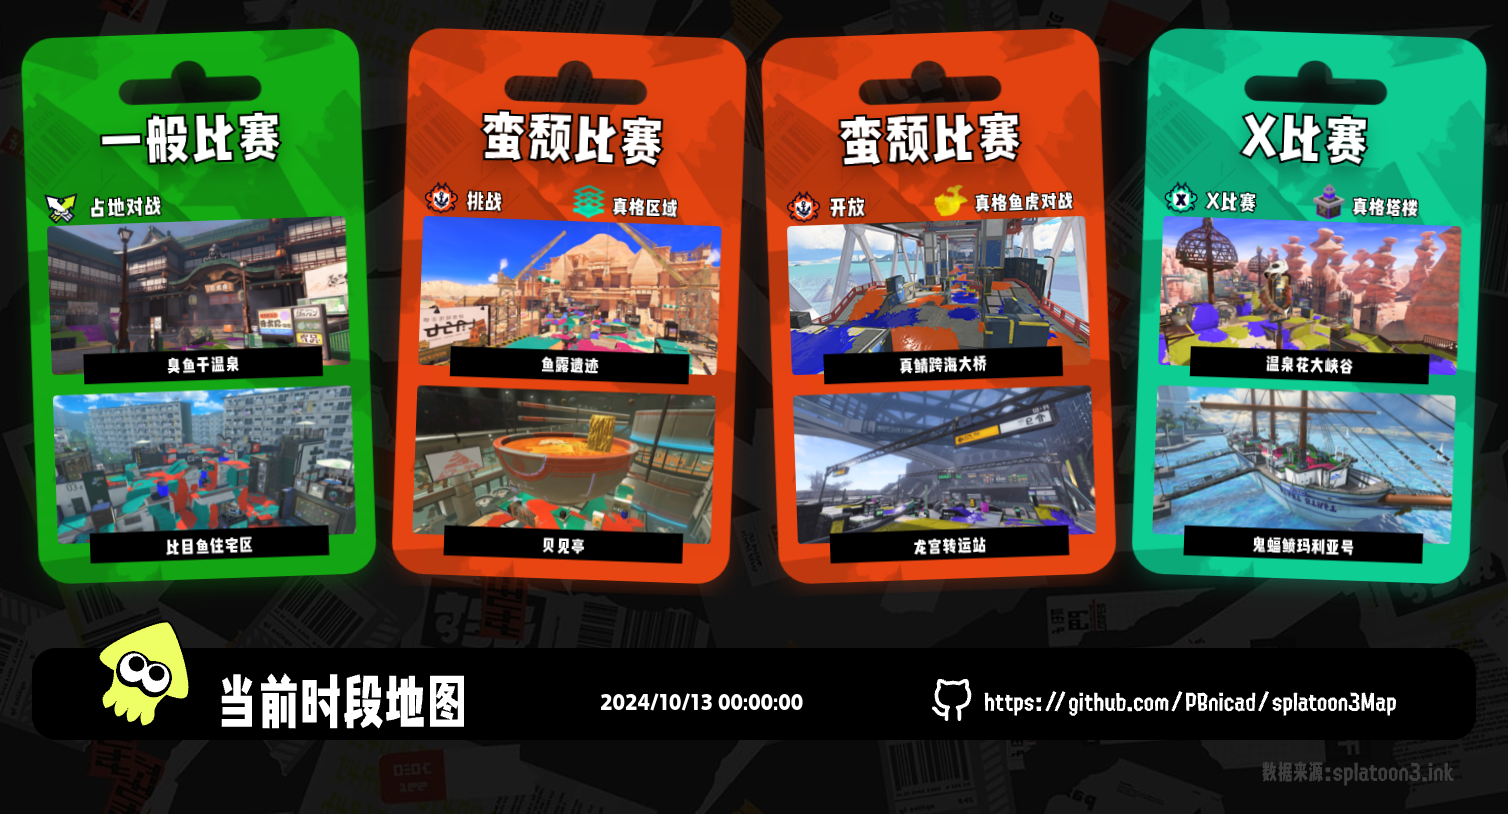 一般比赛
占地对战
臭鱼干温泉
比目鱼住宅区
蛮颓比赛
挑战
真格区域
鱼露遗迹
贝见亭
蛮颓比赛
开放
真格鱼虎对战
真鲭跨海大桥
龙宫转运站
X比赛
X比赛
真格塔楼
温泉花大峡谷
鬼蝠鲼玛利亚号
当前时段地图
2024/10/13 00:00:00
https://github.com/PBnicad/splatoon3Map
数据来源:splatoon3.ink